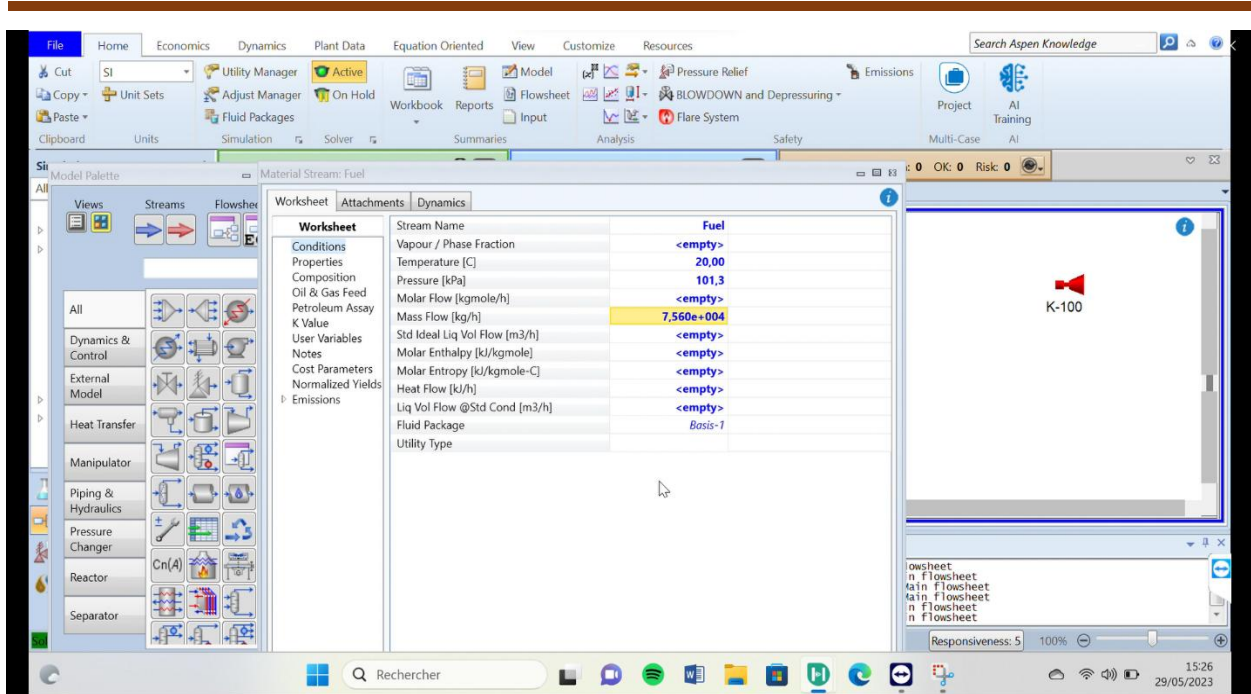 File Home Economics Dynamics Plant Data Equation Oriented View Customize Resources Search Aspen Knowledge
Cut SI Utility Manager Active Model Pressure Relief Emissions
Copy Unit Sets Adjust Manager On Hold Workbook Reports Flowsheet BLOWDOWN and Depressuring Project AI Training
Paste Fluid Packages Input Flare System
Clipboard Units Simulation Solver Summaries Analysis Safety Multi-Case AI
OK: 0 Risk: 0
Model Palette Material Stream: Fuel
Views Streams Worksheet Attachments Dynamics
Worksheet
Conditions
Properties
Composition
Oil & Gas Feed
Petroleum Assay
K Value
User Variables
Notes
Cost Parameters
Normalized Yields
Emissions
Stream Name Fuel
Vapour / Phase Fraction <empty>
Temperature [C] 20,00
Pressure [kPa] 101,3
Molar Flow [kgmole/h] <empty>
Mass Flow [kg/h] 7,560e+004
Std Ideal Liq Vol Flow [m3/h] <empty>
Molar Enthalpy [kJ/kgmole] <empty>
Molar Entropy [kJ/kgmole-C] <empty>
Heat Flow [kJ/h] <empty>
Liq Vol Flow @Std Cond [m3/h] <empty>
Fluid Package Basis-1
Utility Type
All
Dynamics &
Control
External
Model
Heat Transfer
Manipulator
Piping &
Hydraulics
Pressure
Changer
Reactor
Separator
Cn(A)
K-100
flowsheet
flowsheet
flowsheet
flowsheet
flowsheet
Responsiveness: 5 100%
Rechercher
15:26
29/05/2023